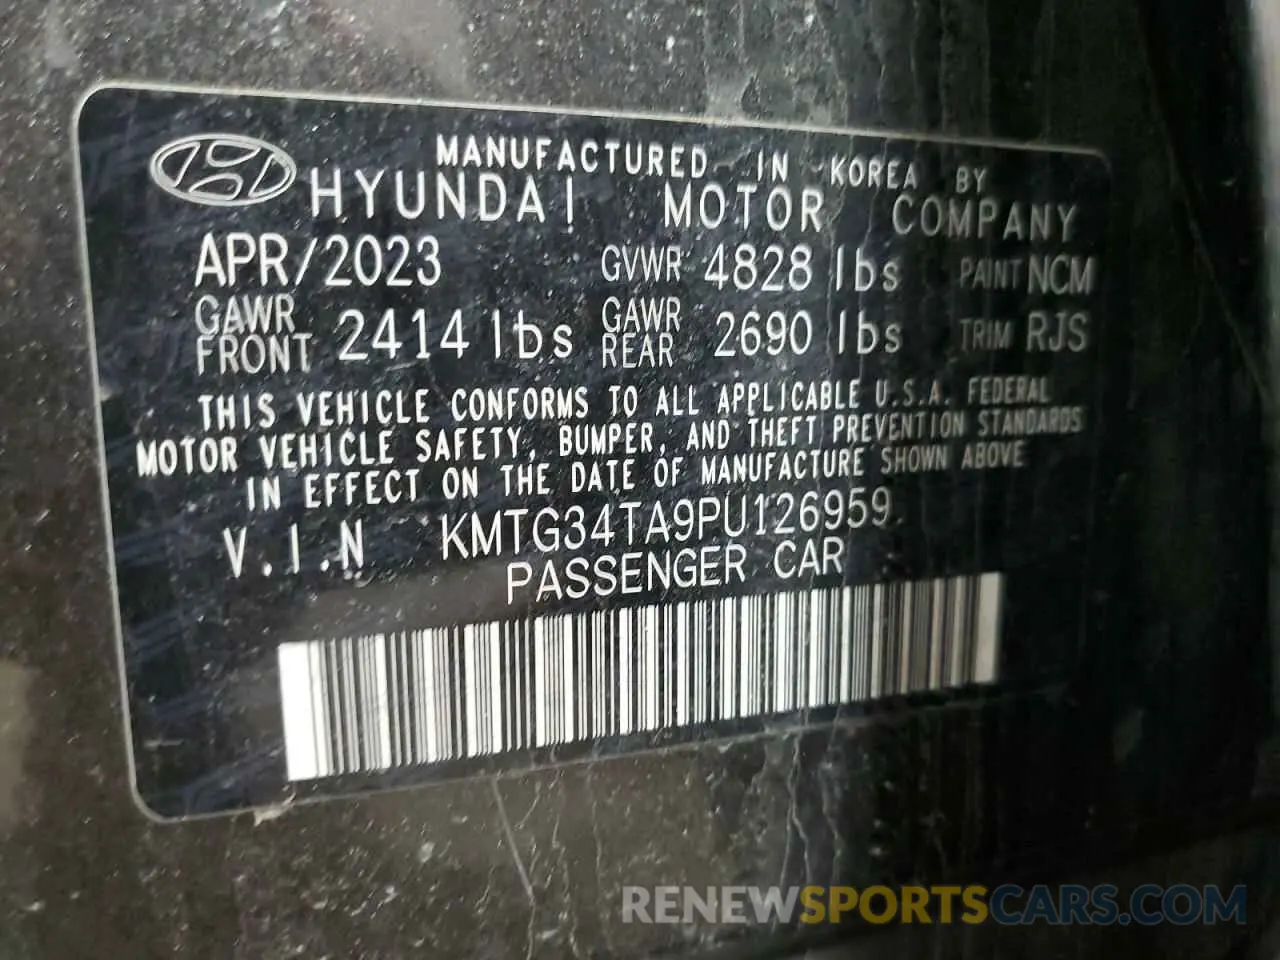 MANUFACTURED IN KOREA BY
HYUNDAI MOTOR COMPANY
APR/2023 GVWR 4828 lbs PAINT NCM
GAWR FRONT 2414 lbs GAWR REAR 2690 lbs TRIM RJS
THIS VEHICLE CONFORMS TO ALL APPLICABLE U.S.A. FEDERAL
MOTOR VEHICLE SAFETY, BUMPER, AND THEFT PREVENTION STANDARDS
IN EFFECT ON THE DATE OF MANUFACTURE SHOWN ABOVE
V.I.N KMTG34TA9PU126959
PASSENGER CAR
RENEWSPORTSCARS.COM